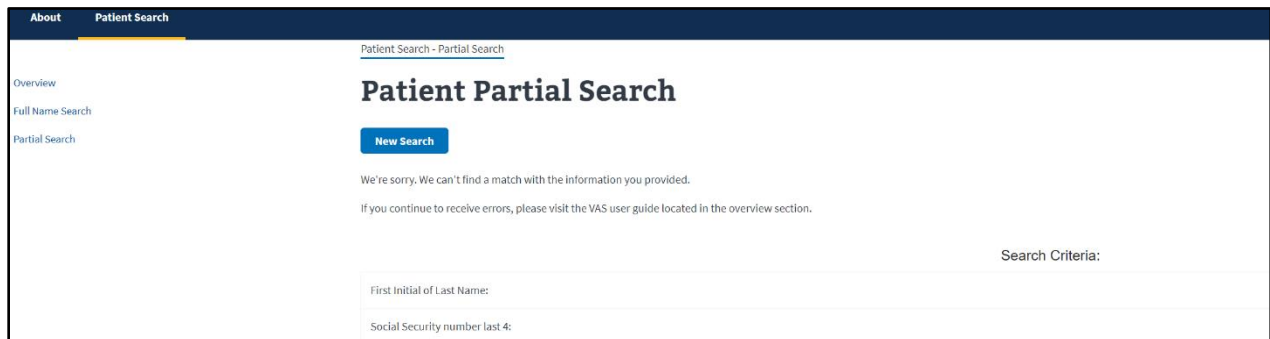 About Patient Search
Patient Search - Partial Search
Overview
Full Name Search
Partial Search
Patient Partial Search
New Search
We're sorry. We can't find a match with the information you provided.
If you continue to receive errors, please visit the VAS user guide located in the overview section.
Search Criteria:
First Initial of Last Name:
Social Security number last 4: